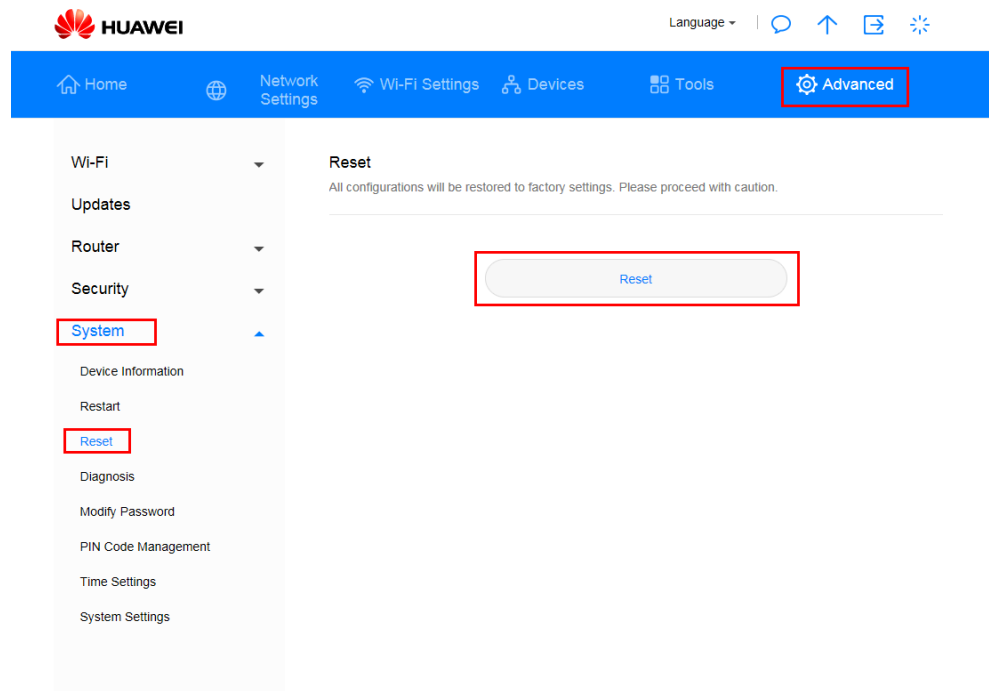 HUAWEI
Language
Home
Network
Settings
Wi-Fi Settings
Devices
Tools
Advanced
Wi-Fi
Updates
Router
Security
System
Device Information
Restart
Reset
Diagnosis
Modify Password
PIN Code Management
Time Settings
System Settings
Reset
All configurations will be restored to factory settings. Please proceed with caution.
Reset